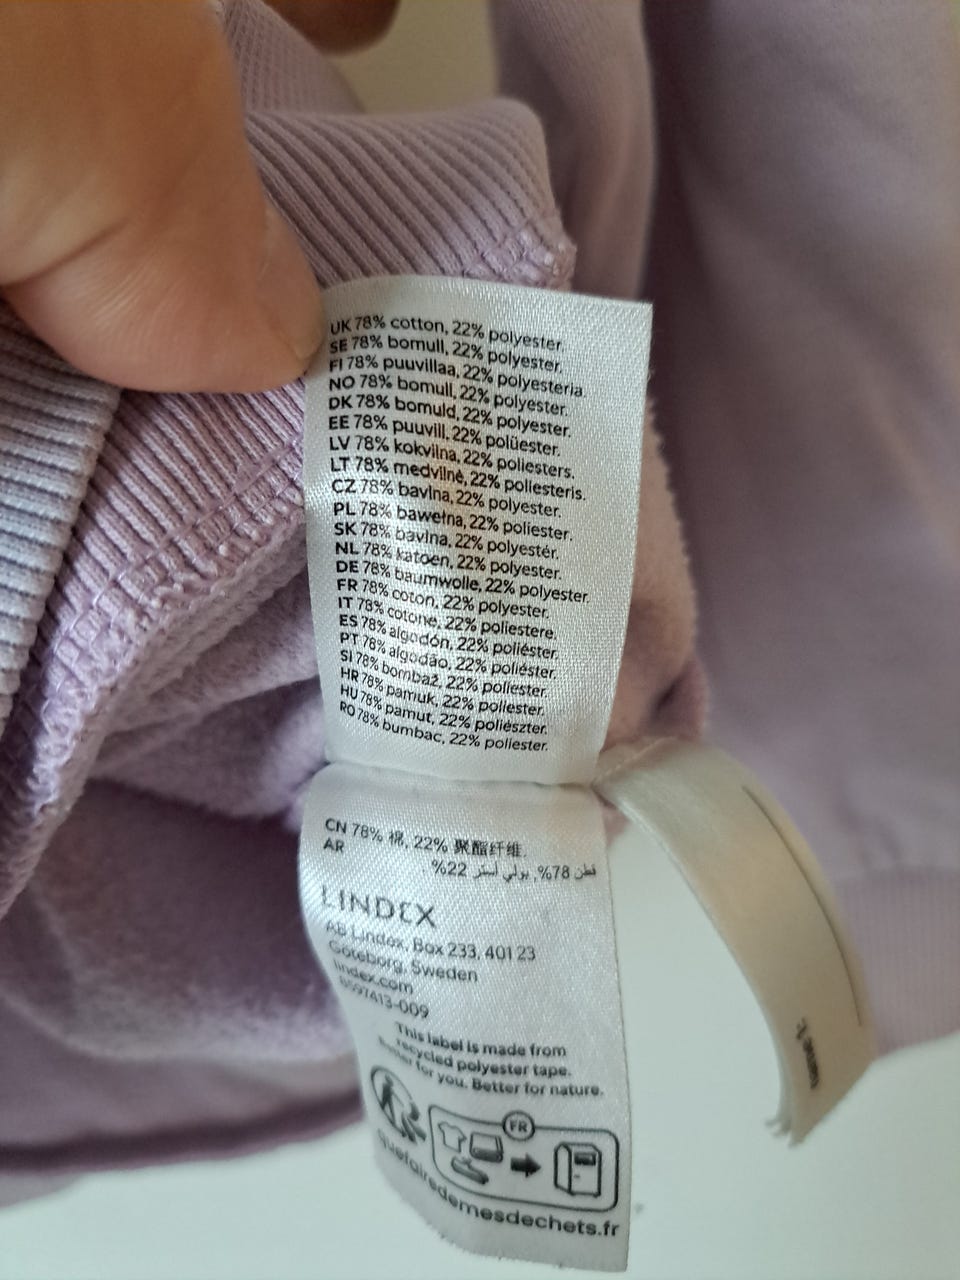 UK 78% cotton, 22% polyester.
SE 78% bomull, 22% polyester.
FI 78% puuvillaa, 22% polyesteria.
NO 78% bomull, 22% polyester.
DK 78% bomuld, 22% polyester.
EE 78% puuvill, 22% polüester.
LV 78% kokvilna, 22% poliesters.
LT 78% medvilnė, 22% poliesteris.
CZ 78% bavlna, 22% polyester.
PL 78% bawełna, 22% poliester.
SK 78% bavlna, 22% polyestér.
NL 78% katoen, 22% polyester.
DE 78% baumwolle, 22% polyester.
FR 78% coton, 22% polyester.
IT 78% cotone, 22% poliestere.
ES 78% algodón, 22% poliéster.
PT 78% algodão, 22% poliéster.
SI 78% bombaž, 22% poliester.
HR 78% pamuk, 22% poliester.
HU 78% pamut, 22% poliészter.
RO 78% bumbac, 22% poliester.
CN 78% 棉, 22% 聚酯纤维.
AR
قطن 78%, بولي أستر 22%.
LINDEX
AB Lindex, Box 233, 401 23
Göteborg, Sweden
lindex.com
8597413-009
This label is made from
recycled polyester tape.
Better for you. Better for nature.
FR
quefairedemesdechets.fr
name 1: